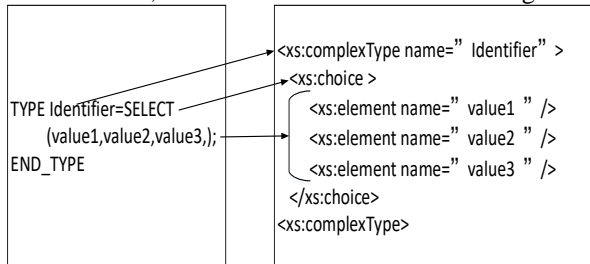 TYPE Identifier=SELECT
(value1,value2,value3,);
END_TYPE
<xs:complexType name=” Identifier” >
<xs:choice >
<xs:element name=” value1 ” />
<xs:element name=” value2 ” />
<xs:element name=” value3 ” />
</xs:choice>
<xs:complexType>